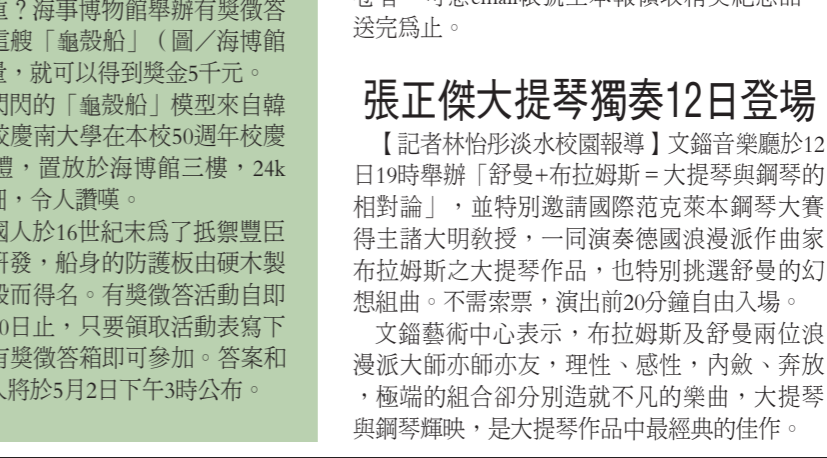 重？海事博物館舉辦有獎徵答
這艘「龜殼船」（圖／海博館
量，就可以得到獎金5千元。
閃閃的「龜殼船」模型來自韓
校慶南大學在本校50週年校慶
禮，置放於海博館三樓，24k
細，令人讚嘆。
國人於16世紀末為了抵禦豐臣
研發，船身的防護板由硬木製
殼而得名。有獎徵答活動自即
0日止，只要領取活動表寫下
有獎徵答箱即可參加。答案和
人將於5月2日下午3時公布。
送完為止。
張正傑大提琴獨奏12日登場
【記者林怡彤淡水校園報導】文錙音樂廳於12
日19時舉辦「舒曼+布拉姆斯＝大提琴與鋼琴的
相對論」，並特別邀請國際范克萊本鋼琴大賽
得主諸大明教授，一同演奏德國浪漫派作曲家
布拉姆斯之大提琴作品，也特別挑選舒曼的幻
想組曲。不需索票，演出前20分鐘自由入場。
文錙藝術中心表示，布拉姆斯及舒曼兩位浪
漫派大師亦師亦友，理性、感性，內斂、奔放
，極端的組合卻分別造就不凡的樂曲，大提琴
與鋼琴輝映，是大提琴作品中最經典的佳作。